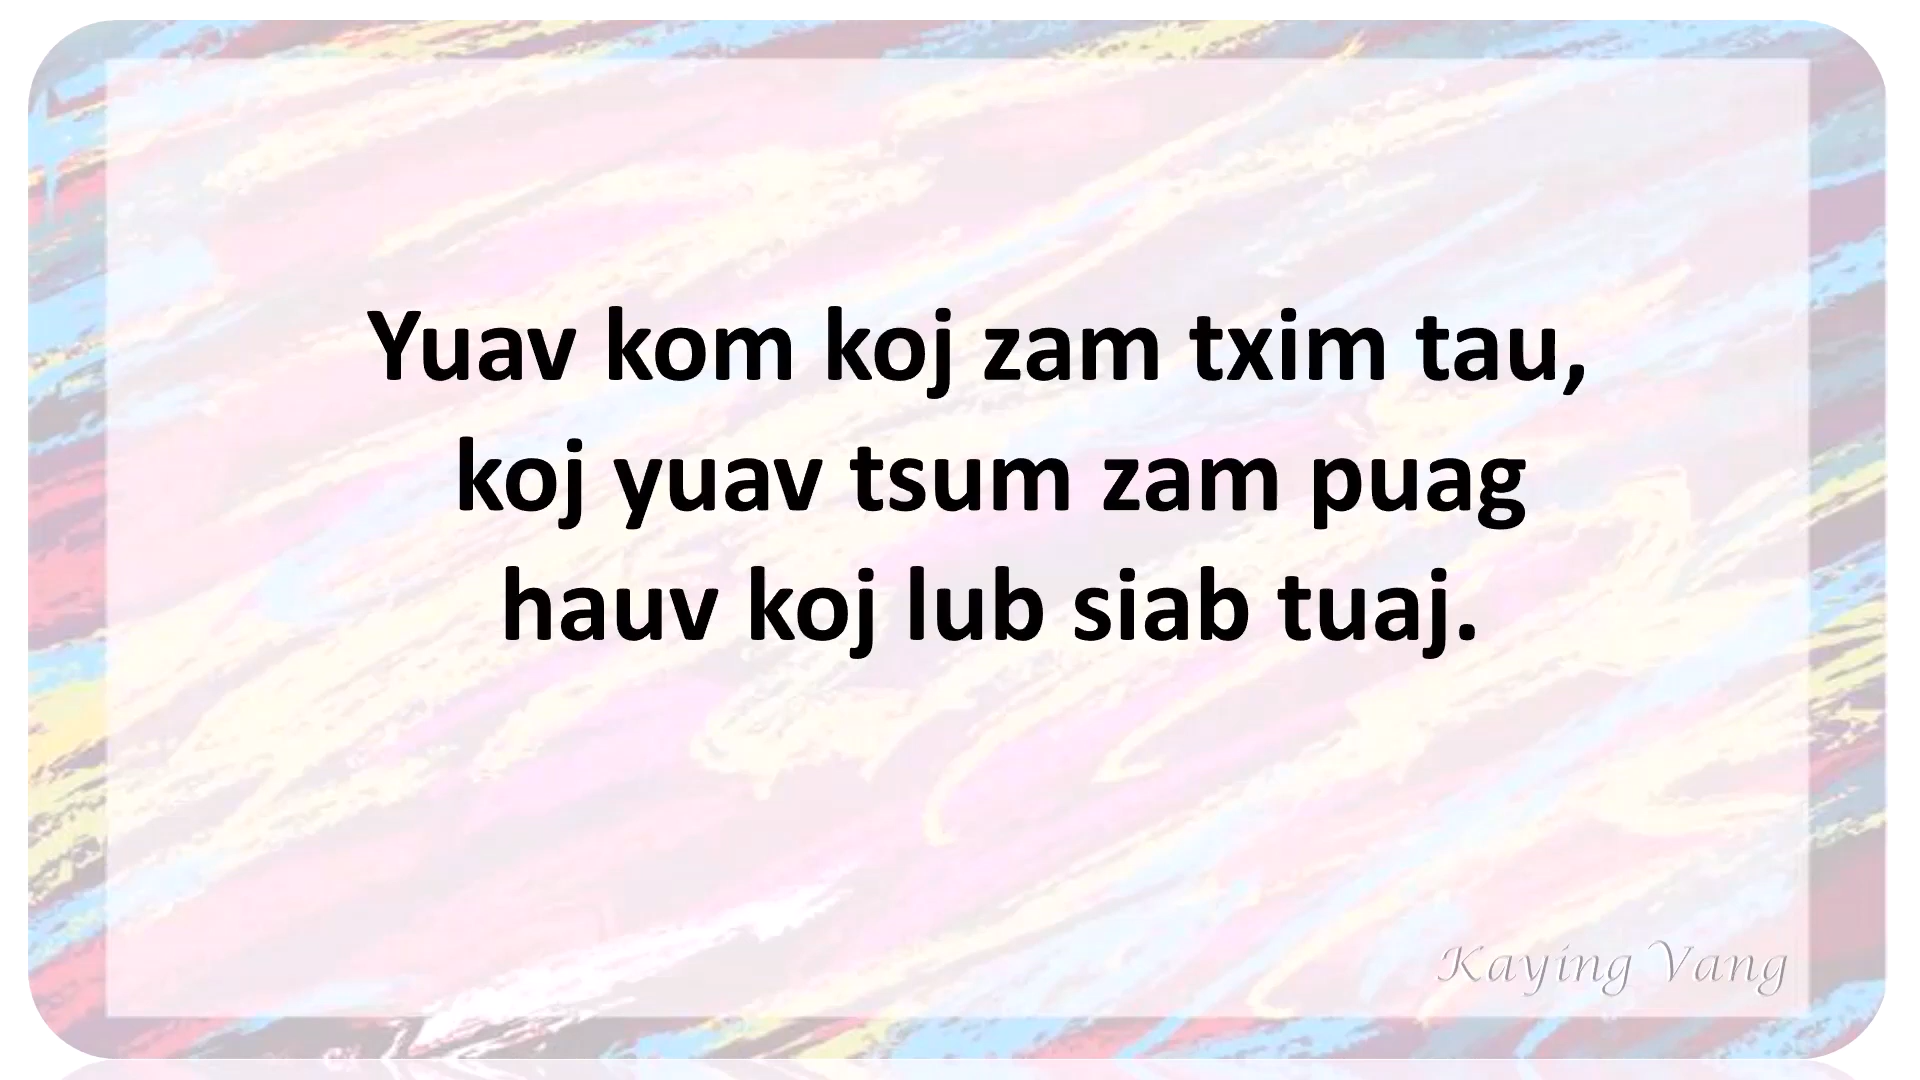 Yuav kom koj zam txim tau,
koj yuav tsum zam puag
hauv koj lub siab tuaj.
Kaying Vang